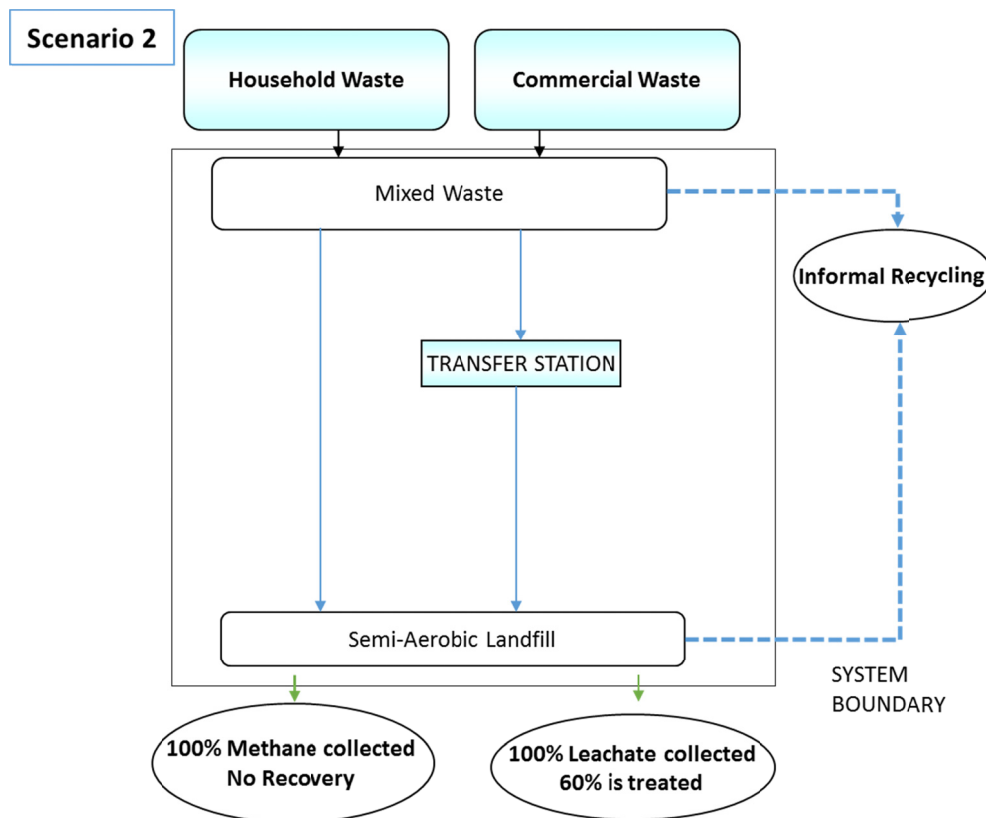 Scenario 2
Household Waste
Commercial Waste
Mixed Waste
Informal Recycling
TRANSFER STATION
Semi-Aerobic Landfill
SYSTEM
BOUNDARY
100% Methane collected
No Recovery
100% Leachate collected
60% is treated